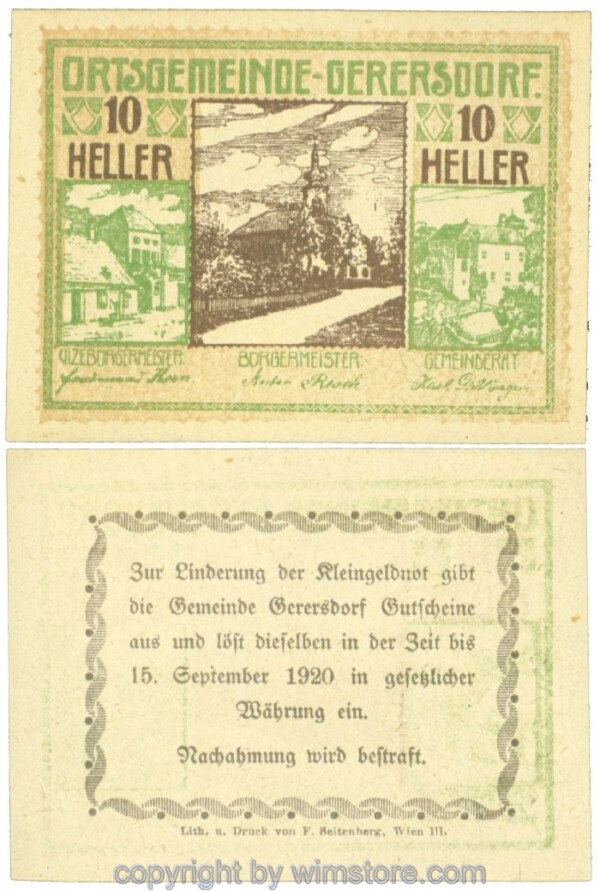 ORTSGEMEINDE-GERERSDORF.
10 HELLER
10 HELLER
VIZEBÜRGERMEISTER:
BÜRGERMEISTER:
GEMEINDERAT:
Anton Resch
Zur Linderung der Kleingeldnot gibt
die Gemeinde Gerersdorf Gutscheine
aus und löst dieselben in der Zeit bis
15. September 1920 in gesetzlicher
Währung ein.
Nachahmung wird bestraft.
Lith. u. Druck von F. Seitenberg, Wien III.
copyright by wimstore.com